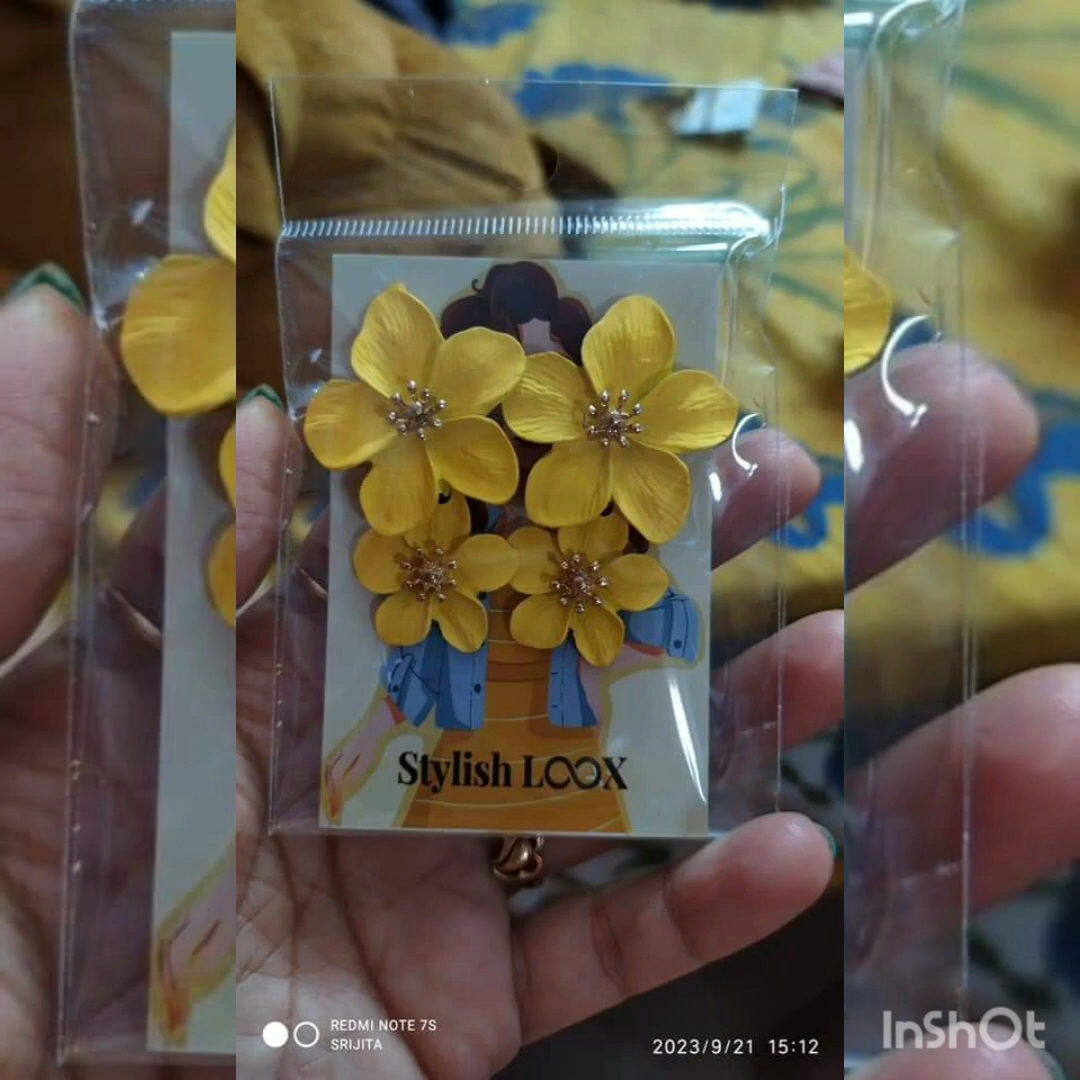 Stylish LOOX
REDMI NOTE 7S
SRIJITA
2023/9/21 15:12
InShOt